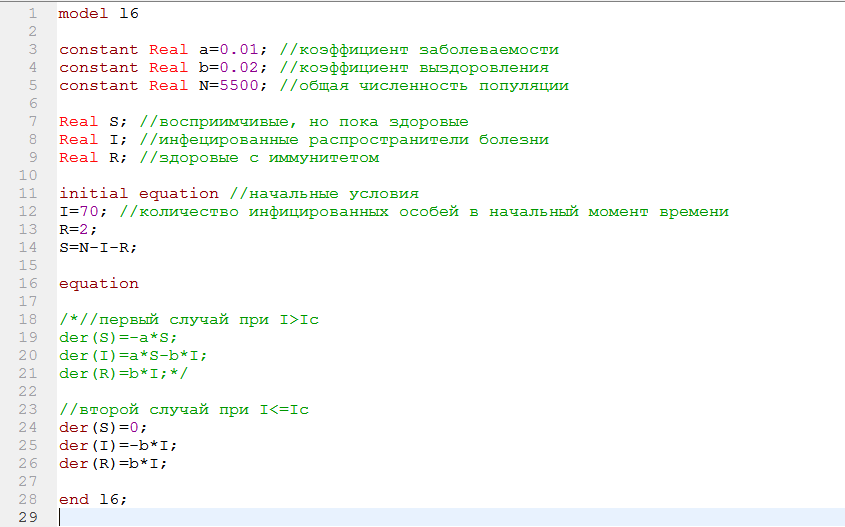 1 model l6
2
3 constant Real a=0.01; //коэффициент заболеваемости
4 constant Real b=0.02; //коэффициент выздоровления
5 constant Real N=5500; //общая численность популяции
6
7 Real S; //восприимчивые, но пока здоровые
8 Real I; //инфецированные распространители болезни
9 Real R; //здоровые с иммунитетом
10
11 initial equation //начальные условия
12 I=70; //количество инфицированных особей в начальный момент времени
13 R=2;
14 S=N-I-R;
15
16 equation
17
18 /*//первый случай при I>Ic
19 der(S)=-a*S;
20 der(I)=a*S-b*I;
21 der(R)=b*I;*/
22
23 //второй случай при I<=Ic
24 der(S)=0;
25 der(I)=-b*I;
26 der(R)=b*I;
27
28 end l6;
29